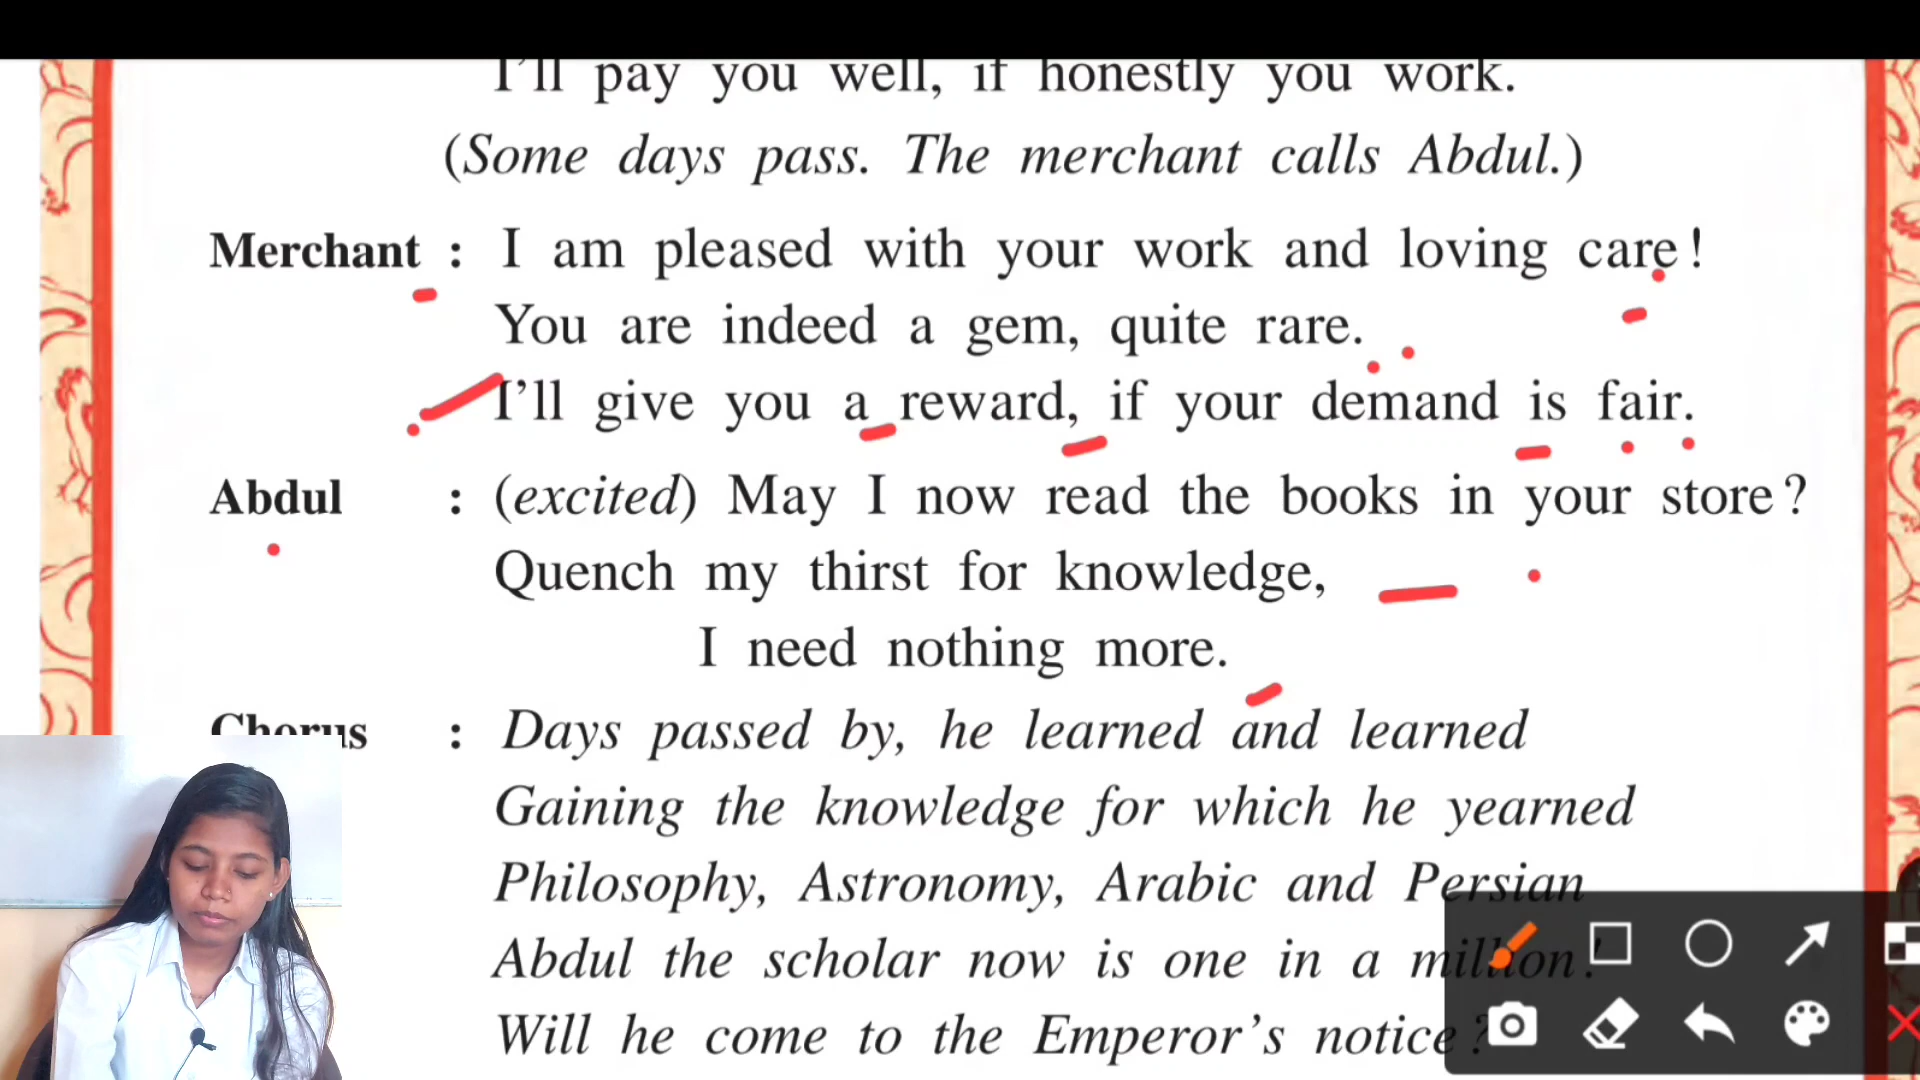 I'll pay you well, if honestly you work.
(Some days pass. The merchant calls Abdul.)
Merchant : I am pleased with your work and loving care!
You are indeed a gem, quite rare.
I'll give you a reward, if your demand is fair.
Abdul : (excited) May I now read the books in your store?
Quench my thirst for knowledge,
I need nothing more.
Chorus : Days passed by, he learned and learned
Gaining the knowledge for which he yearned
Philosophy, Astronomy, Arabic and Persian
Abdul the scholar now is one in a million!
Will he come to the Emperor's notice?